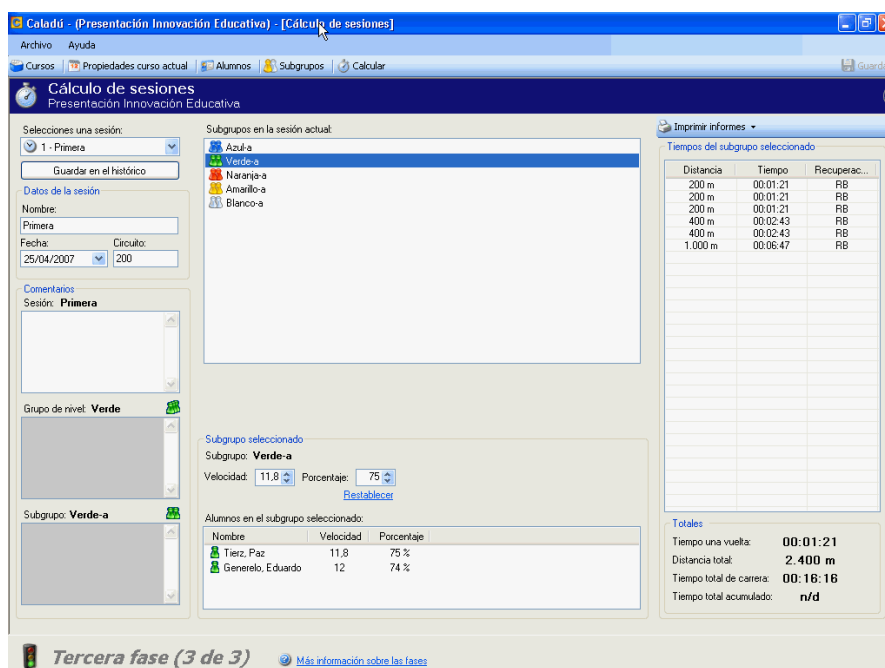 Caladú - (Presentación Innovación Educativa) - [Cálculo de sesiones]
Archivo Ayuda
Cursos Propiedades curso actual Alumnos Subgrupos Calcular
Cálculo de sesiones
Presentación Innovación Educativa
Selecciones una sesión:
1 - Primera
Guardar en el histórico
Datos de la sesión
Nombre:
Primera
Fecha: Circuito:
25/04/2007 200
Comentarios
Sesión: Primera
Grupo de nivel: Verde
Subgrupo: Verde-a
Subgrupos en la sesión actual:
Azul-a
Verde-a
Naranja-a
Amarillo-a
Blanco-a
Subgrupo seleccionado
Subgrupo: Verde-a
Velocidad: 11,8 Porcentaje: 75
Restablecer
Alumnos en el subgrupo seleccionado:
Nombre Velocidad Porcentaje
Tierz, Paz 11,8 75 %
Generelo, Eduardo 12 74 %
Imprimir informes
Tiempos del subgrupo seleccionado
Distancia Tiempo Recuperac...
200 m 00:01:21 RB
200 m 00:01:21 RB
200 m 00:01:21 RB
400 m 00:02:43 RB
400 m 00:02:43 RB
1.000 m 00:06:47 RB
Totales
Tiempo una vuelta: 00:01:21
Distancia total: 2.400 m
Tiempo total de carrera: 00:16:16
Tiempo total acumulado: n/d
Tercera fase (3 de 3) Más información sobre las fases